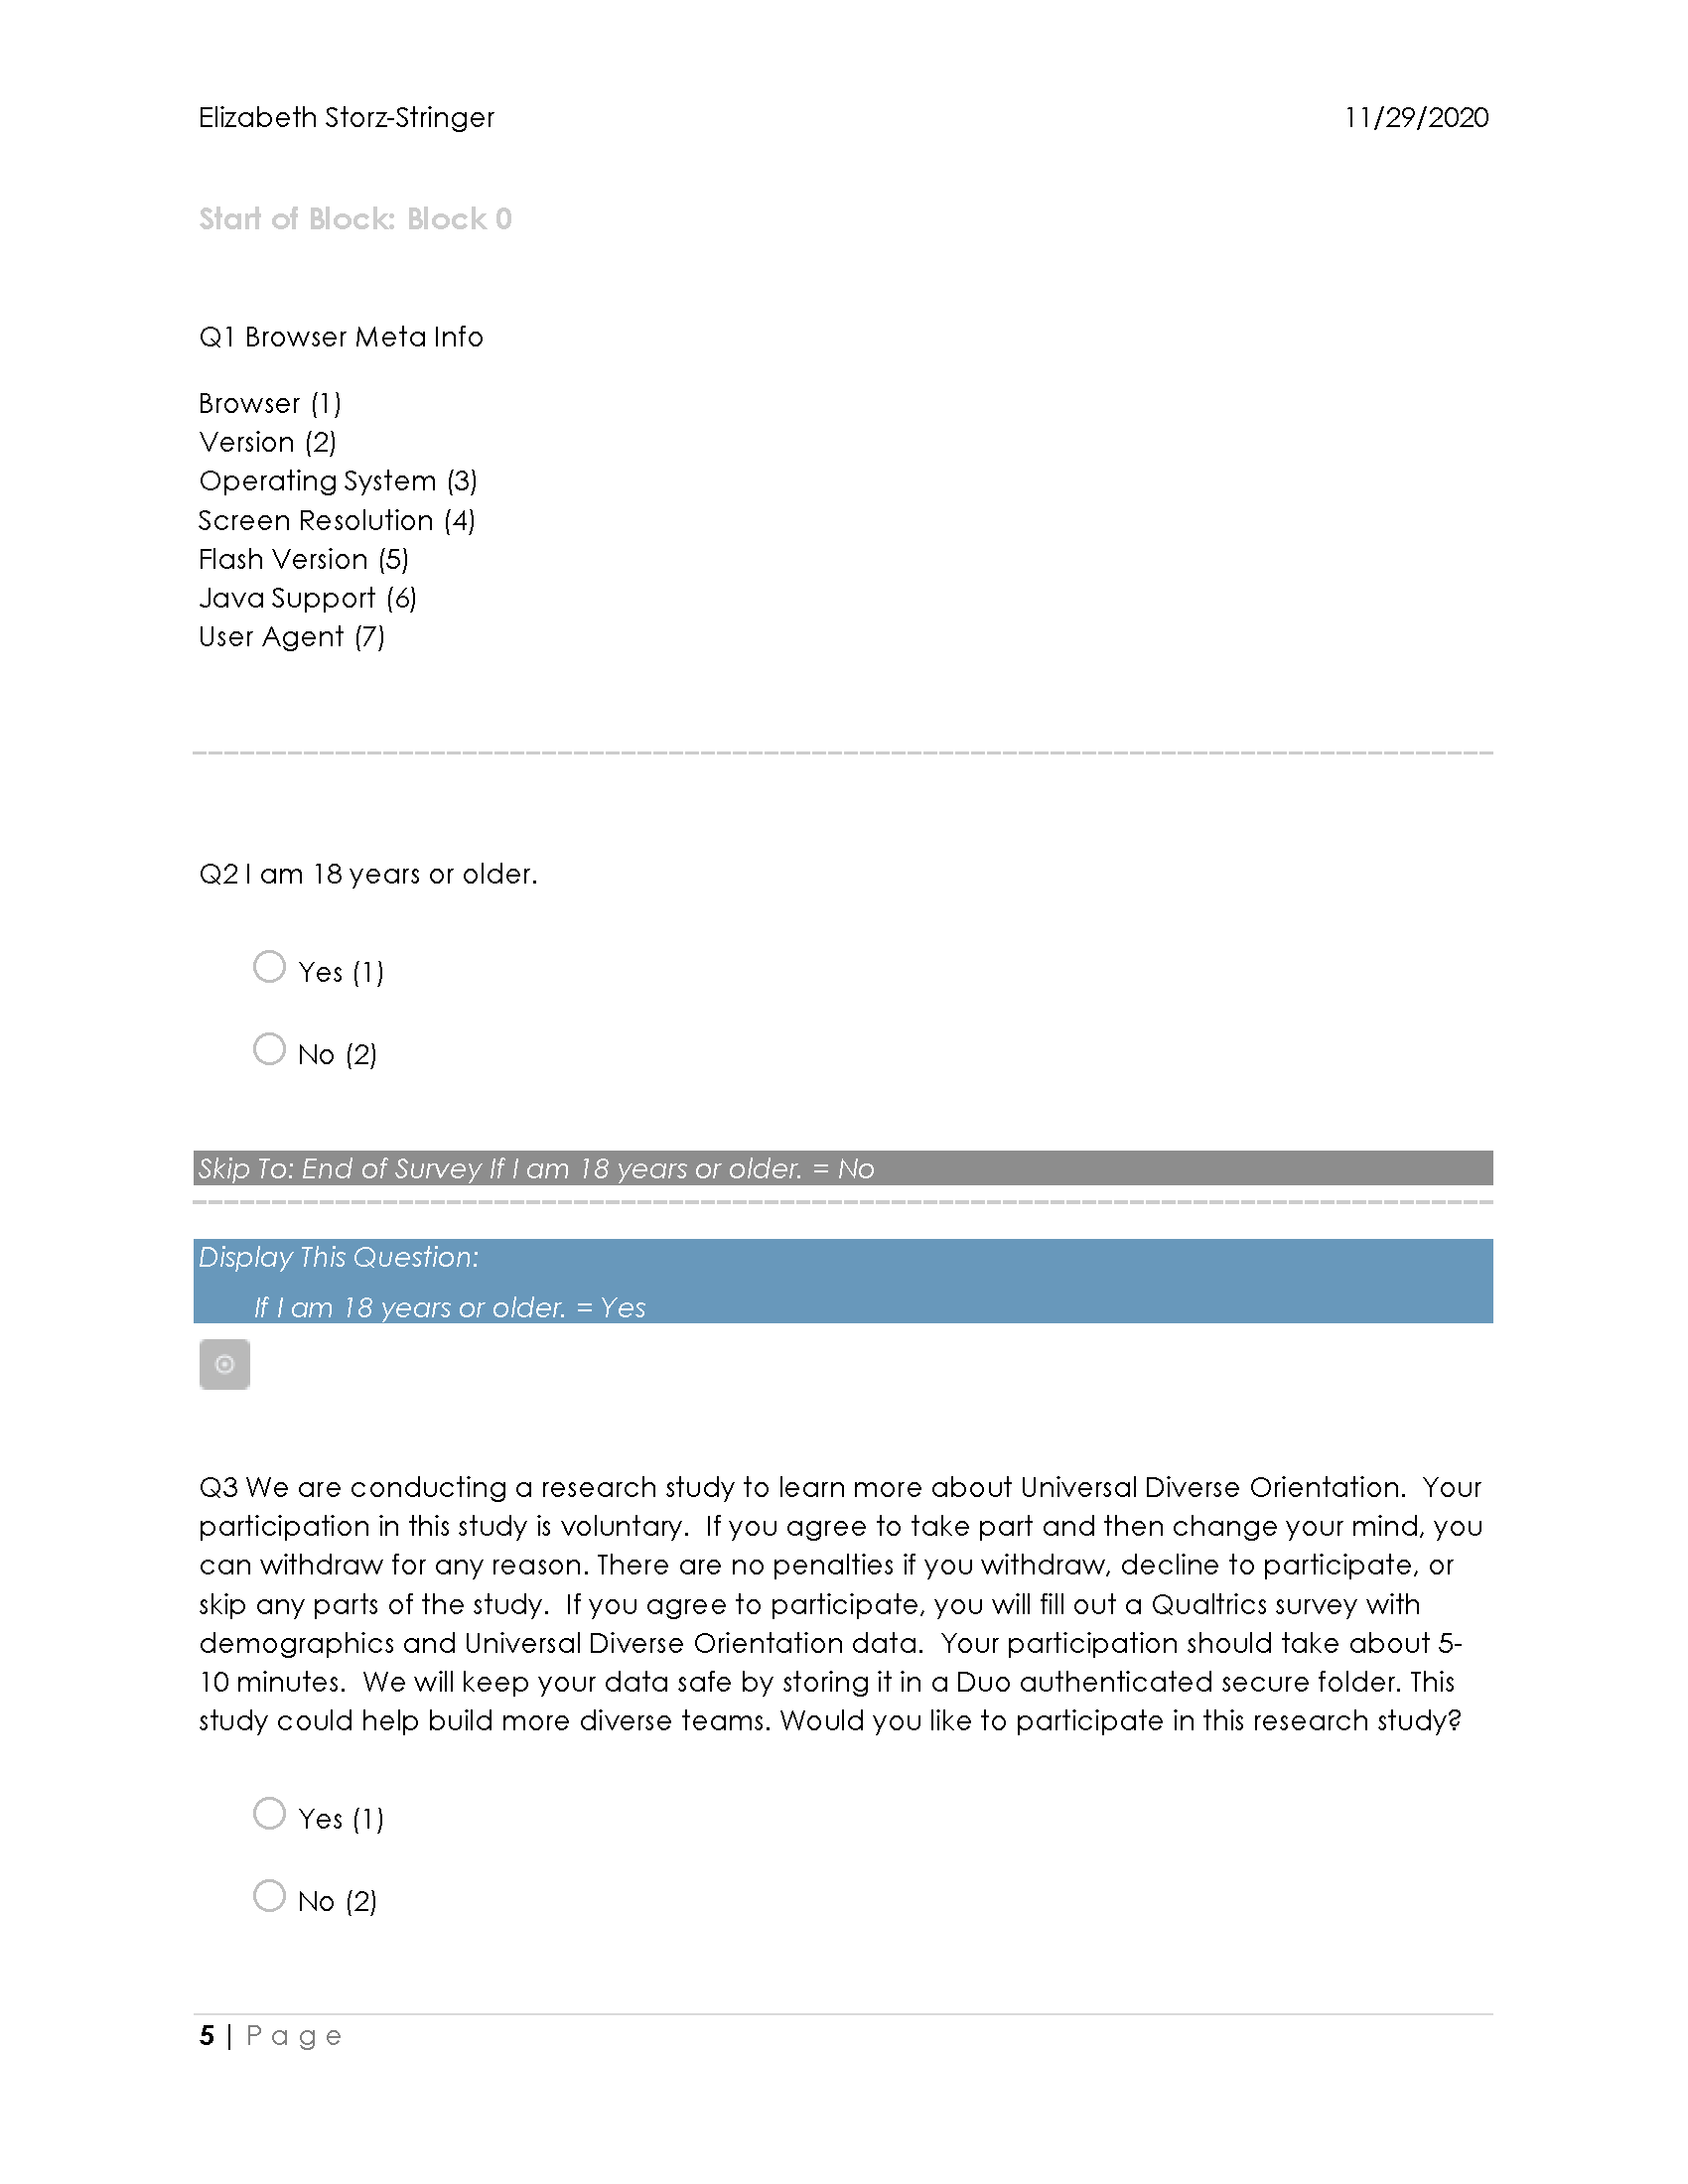 Elizabeth Storz-Stringer 11/29/2020
Start of Block: Block 0
Q1 Browser Meta Info
Browser (1)
Version (2)
Operating System (3)
Screen Resolution (4)
Flash Version (5)
Java Support (6)
User Agent (7)
Q2 I am 18 years or older.
Yes (1)
No (2)
Skip To: End of Survey If I am 18 years or older. = No
Display This Question:
If I am 18 years or older. = Yes
Q3 We are conducting a research study to learn more about Universal Diverse Orientation.  Your
participation in this study is voluntary.  If you agree to take part and then change your mind, you
can withdraw for any reason. There are no penalties if you withdraw, decline to participate, or
skip any parts of the study.  If you agree to participate, you will fill out a Qualtrics survey with
demographics and Universal Diverse Orientation data.  Your participation should take about 5-
10 minutes.  We will keep your data safe by storing it in a Duo authenticated secure folder. This
study could help build more diverse teams. Would you like to participate in this research study?
Yes (1)
No (2)
5 | P a g e